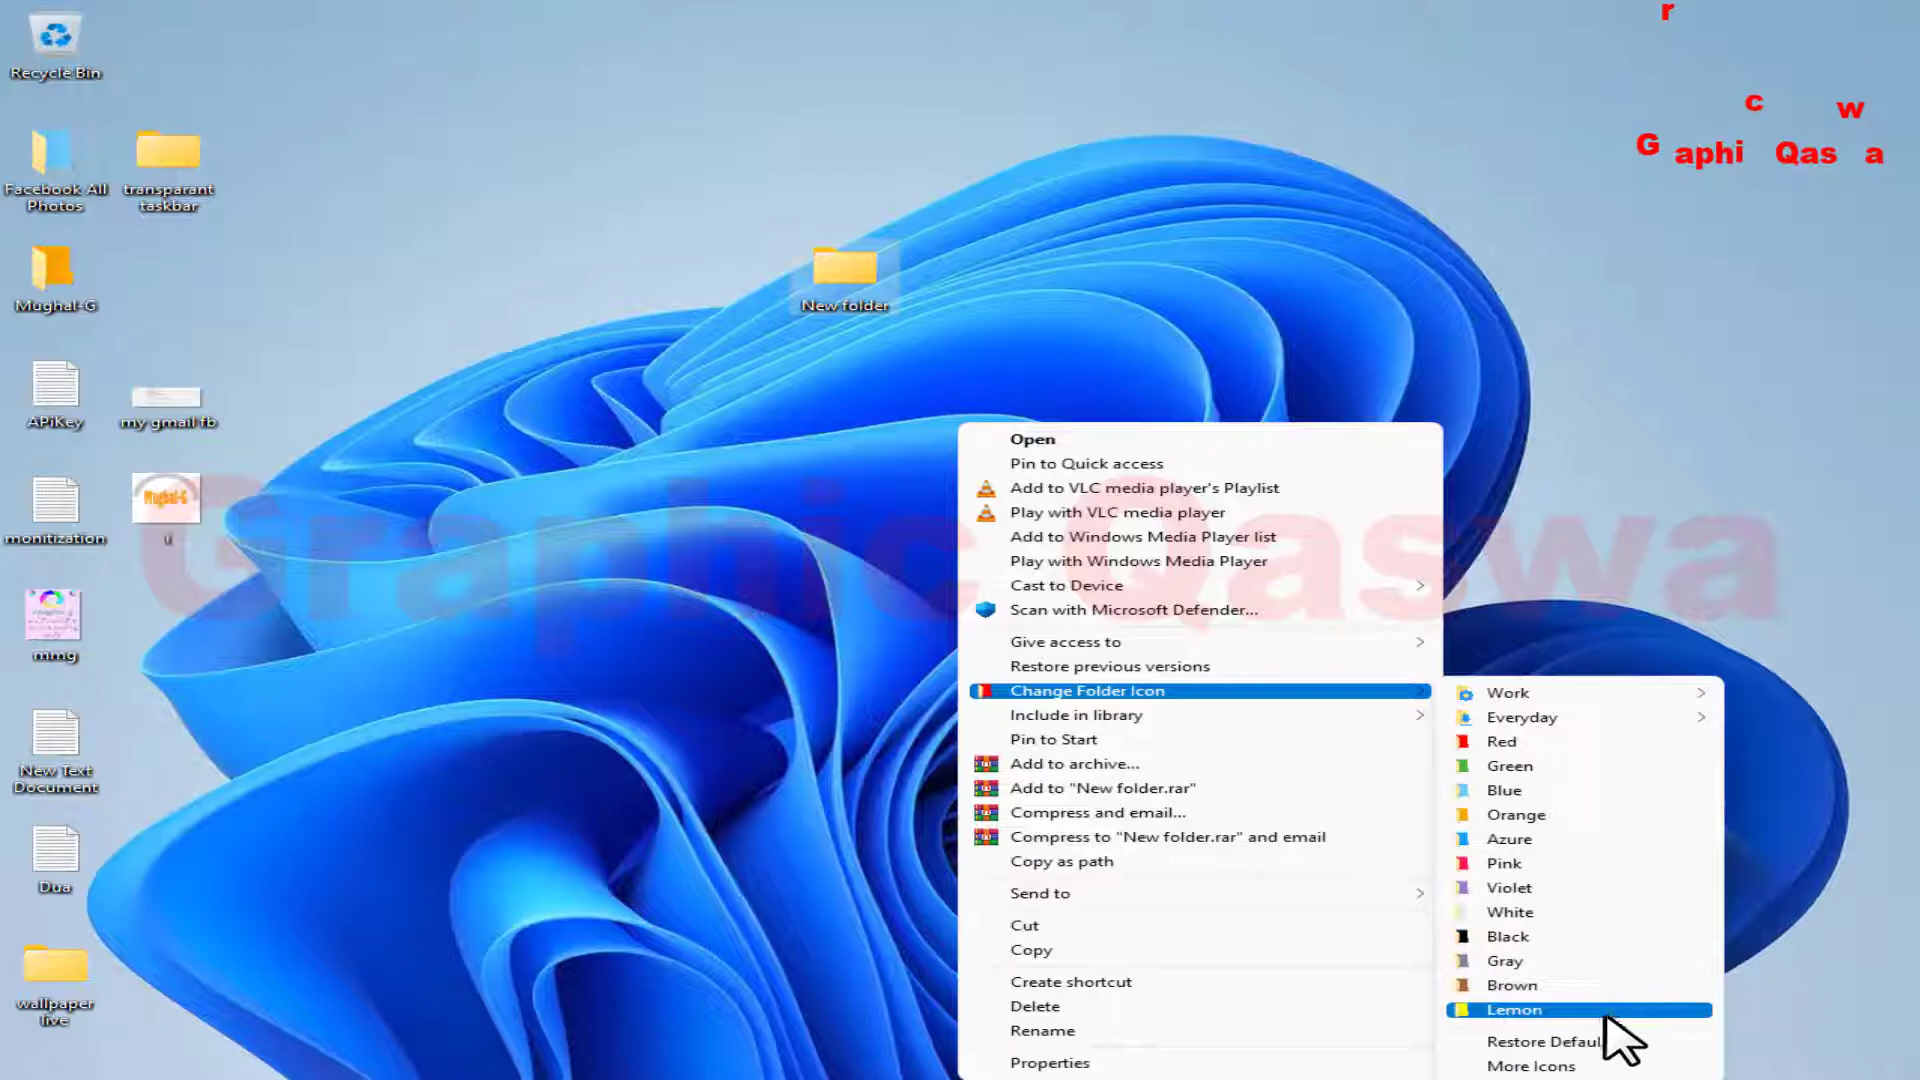 Recycle Bin
Facebook All
Photos
transparant
taskbar
Mughal-G
APiKey
my gmail fb
monitization
Mughal-G
i
mmg
New Text
Document
Dua
wallpaper
live
New folder
r
c w
G aphi Qas a
Graphic Qaswa
Open
Pin to Quick access
Add to VLC media player's Playlist
Play with VLC media player
Add to Windows Media Player list
Play with Windows Media Player
Cast to Device
Scan with Microsoft Defender...
Give access to
Restore previous versions
Change Folder Icon
Include in library
Pin to Start
Add to archive...
Add to "New folder.rar"
Compress and email...
Compress to "New folder.rar" and email
Copy as path
Send to
Cut
Copy
Create shortcut
Delete
Rename
Properties
Work
Everyday
Red
Green
Blue
Orange
Azure
Pink
Violet
White
Black
Gray
Brown
Lemon
Restore Defaul
More Icons